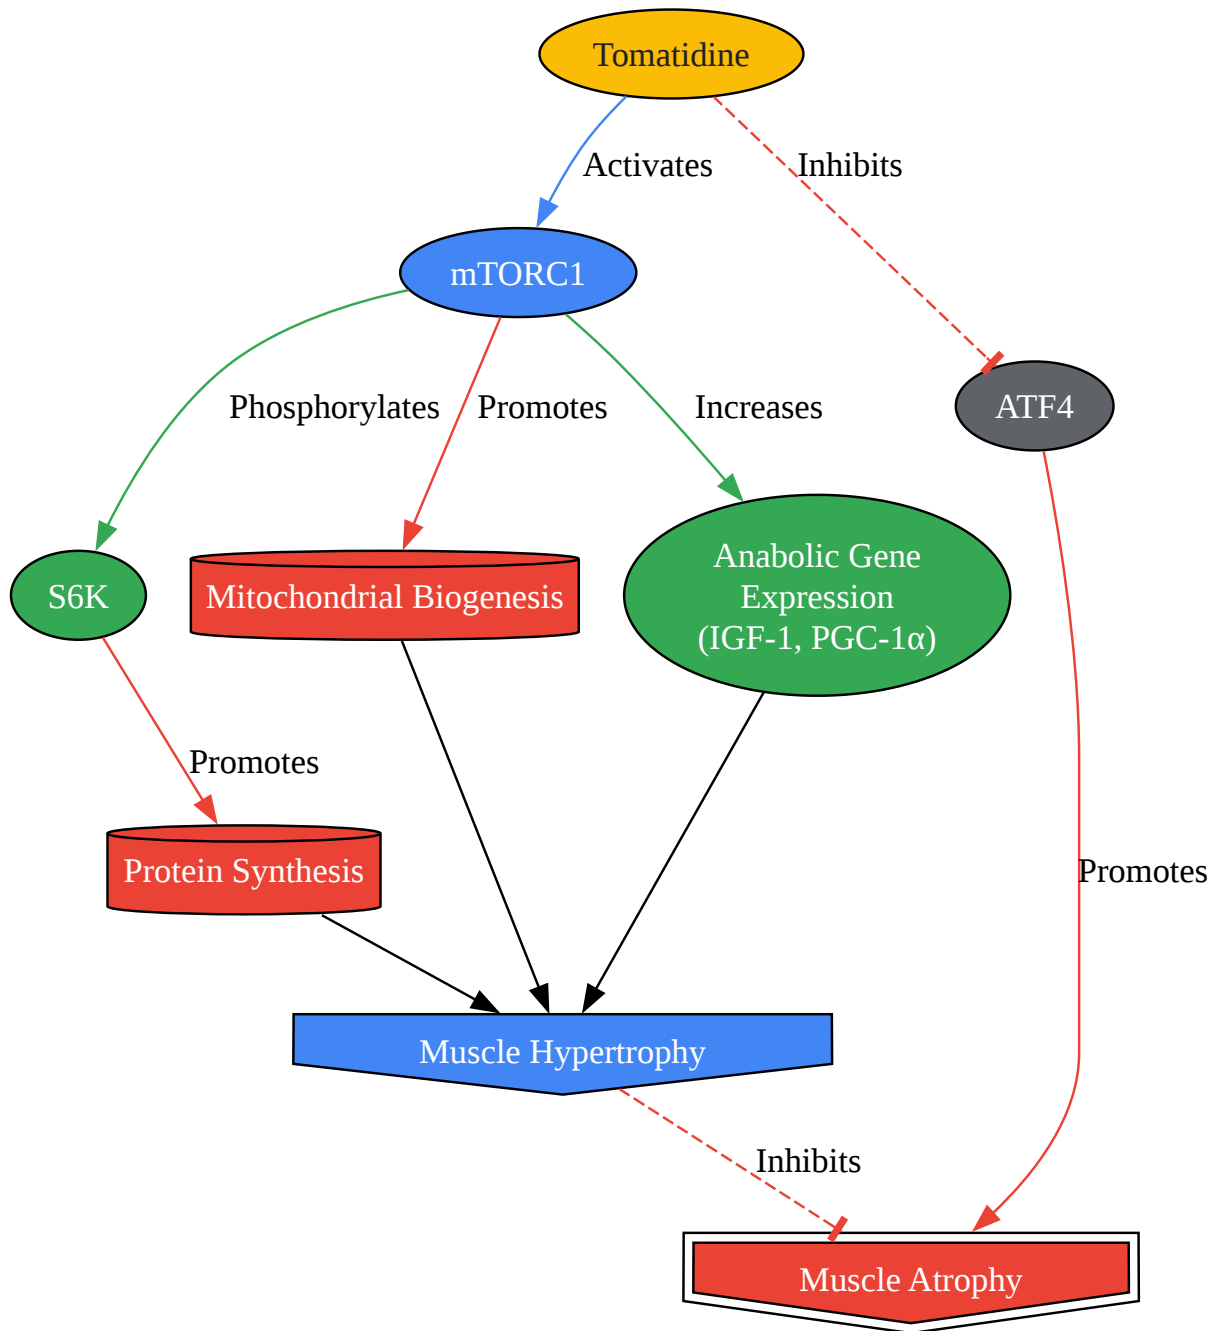 Tomatidine
Activates
Inhibits
mTORC1
Phosphorylates
Promotes
Increases
ATF4
S6K
Mitochondrial Biogenesis
Anabolic Gene
Expression
(IGF-1, PGC-1α)
Promotes
Protein Synthesis
Promotes
Muscle Hypertrophy
Inhibits
Muscle Atrophy